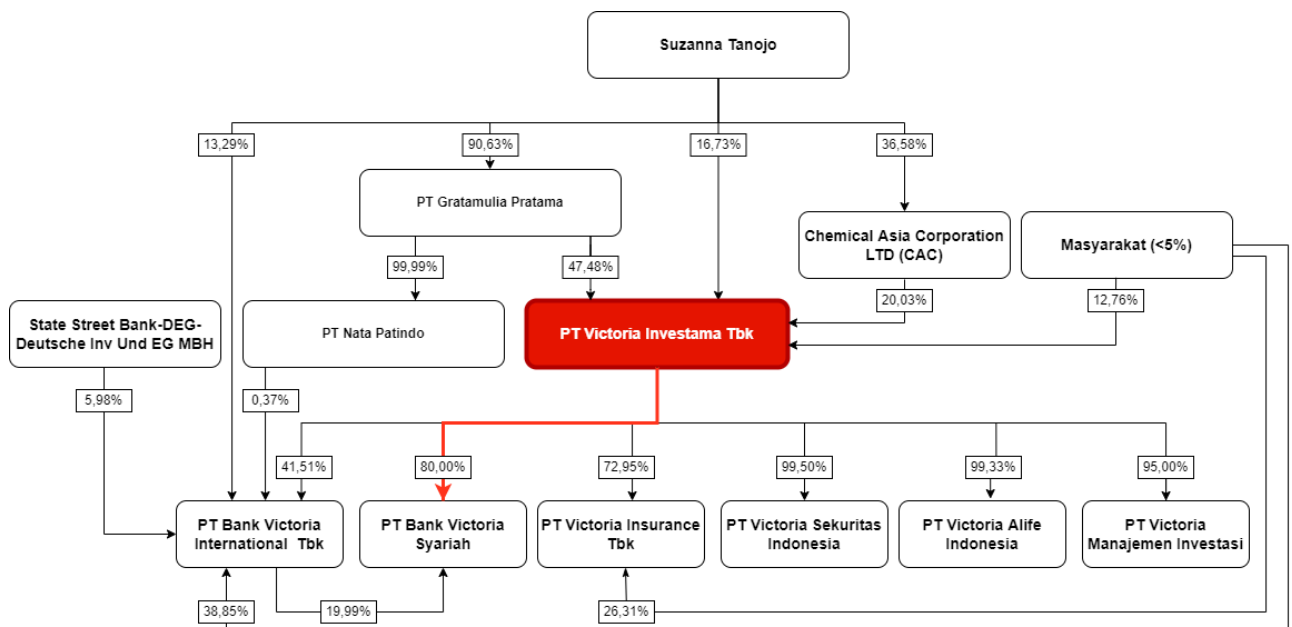 Suzanna Tanojo
13,29%
90,63%
16,73%
36,58%
PT Gratamulia Pratama
Chemical Asia Corporation
LTD (CAC)
Masyarakat (<5%)
99,99%
47,48%
20,03%
12,76%
State Street Bank-DEG-
Deutsche Inv Und EG MBH
PT Nata Patindo
PT Victoria Investama Tbk
5,98%
0,37%
41,51%
80,00%
72,95%
99,50%
99,33%
95,00%
PT Bank Victoria
International Tbk
PT Bank Victoria
Syariah
PT Victoria Insurance
Tbk
PT Victoria Sekuritas
Indonesia
PT Victoria Alife
Indonesia
PT Victoria
Manajemen Investasi
38,85%
19,99%
26,31%